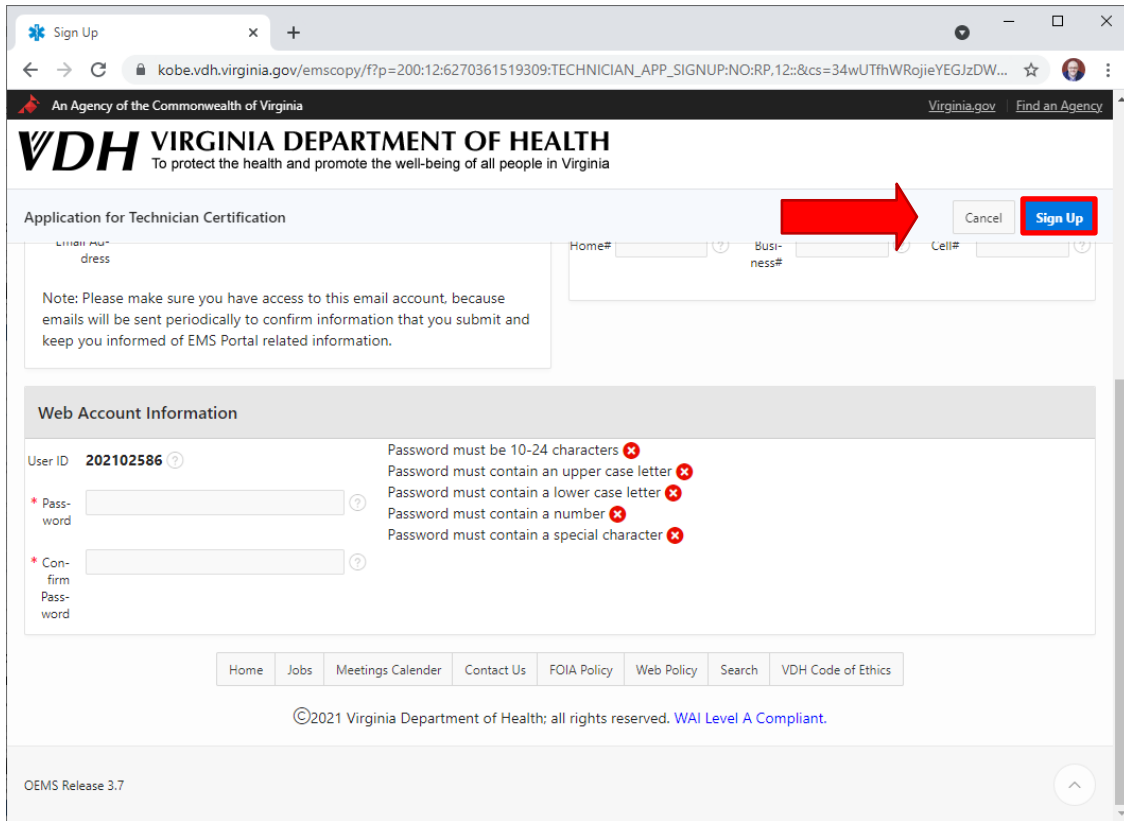 Sign Up
kobe.vdh.virginia.gov/emscopy/f?p=200:12:6270361519309:TECHNICIAN_APP_SIGNUP:NO:RP,12::&cs=34wUTfhWRojieYEGJzDW...
An Agency of the Commonwealth of Virginia Virginia.gov Find an Agency
VDH VIRGINIA DEPARTMENT OF HEALTH
To protect the health and promote the well-being of all people in Virginia
Application for Technician Certification Cancel Sign Up
Email Ad-
dress
Home# ? Busi-
ness# ? Cell# ?
Note: Please make sure you have access to this email account, because
emails will be sent periodically to confirm information that you submit and
keep you informed of EMS Portal related information.
Web Account Information
User ID 202102586 ?
* Pass-
word ?
* Con-
firm
Pass-
word ?
Password must be 10-24 characters
Password must contain an upper case letter
Password must contain a lower case letter
Password must contain a number
Password must contain a special character
Home Jobs Meetings Calender Contact Us FOIA Policy Web Policy Search VDH Code of Ethics
©2021 Virginia Department of Health; all rights reserved. WAI Level A Compliant.
OEMS Release 3.7